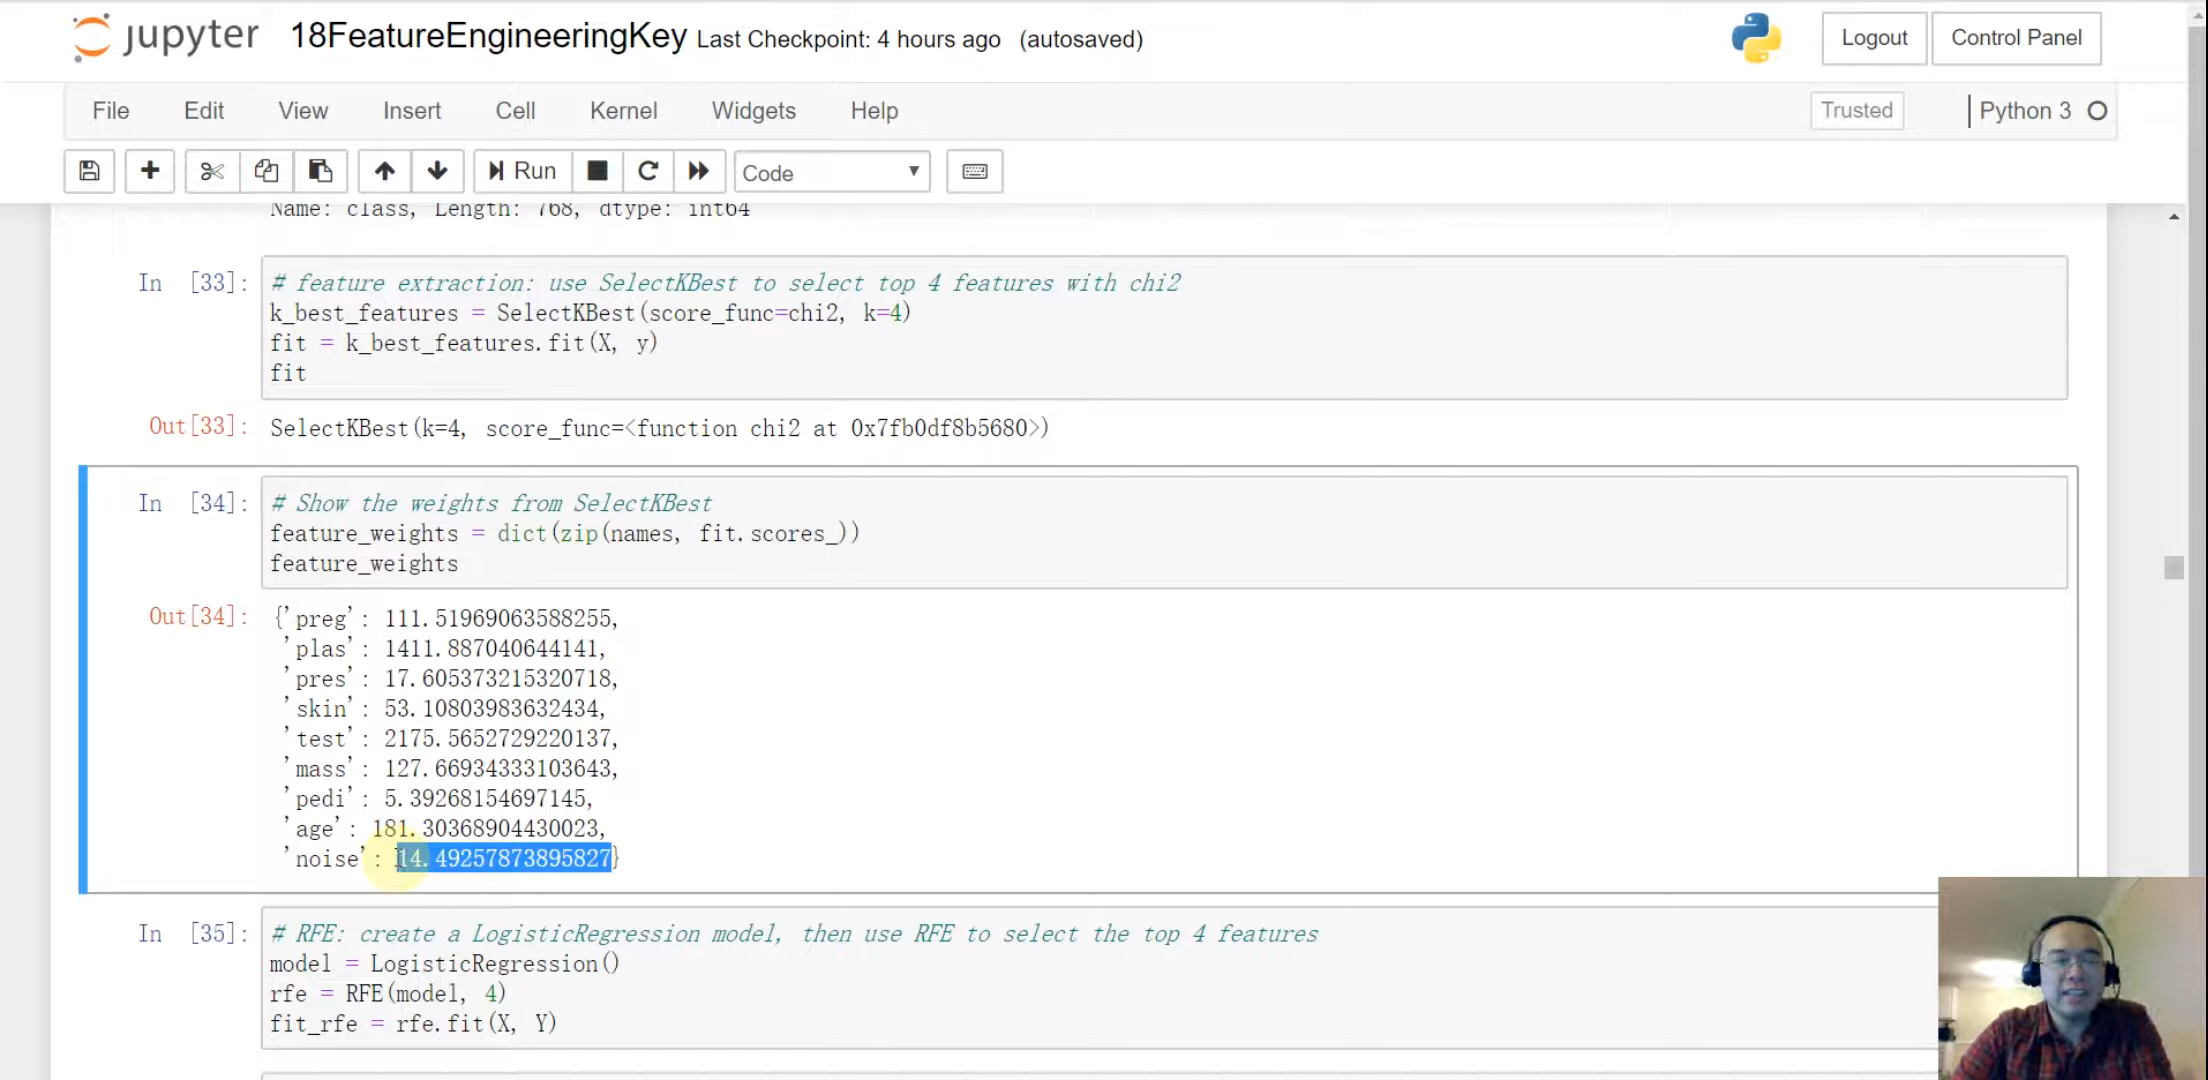 jupyter 18FeatureEngineeringKey Last Checkpoint: 4 hours ago (autosaved) Logout Control Panel
File Edit View Insert Cell Kernel Widgets Help Trusted Python 3
Run Code
Name: class, Length: 768, dtype: int64
In [33]: # feature extraction: use SelectKBest to select top 4 features with chi2
k_best_features = SelectKBest(score_func=chi2, k=4)
fit = k_best_features.fit(X, y)
fit
Out[33]: SelectKBest(k=4, score_func=<function chi2 at 0x7fb0df8b5680>)
In [34]: # Show the weights from SelectKBest
feature_weights = dict(zip(names, fit.scores_))
feature_weights
Out[34]: {'preg': 111.51969063588255,
'plas': 1411.887040644141,
'pres': 17.605373215320718,
'skin': 53.10803983632434,
'test': 2175.5652729220137,
'mass': 127.66934333103643,
'pedi': 5.39268154697145,
'age': 181.30368904430023,
'noise': 14.49257873895827}
In [35]: # RFE: create a LogisticRegression model, then use RFE to select the top 4 features
model = LogisticRegression()
rfe = RFE(model, 4)
fit_rfe = rfe.fit(X, Y)